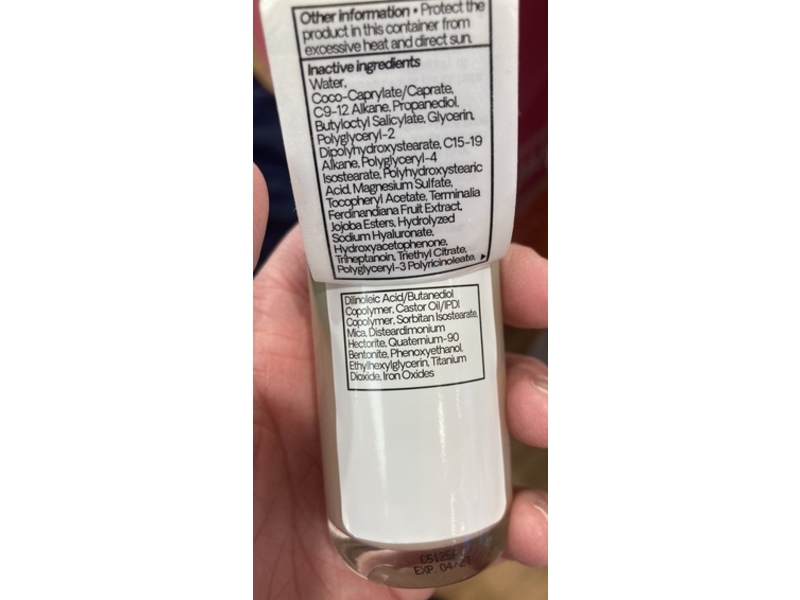 Other information • Protect the
product in this container from
excessive heat and direct sun.
Inactive ingredients
Water,
Coco-Caprylate/Caprate,
C9-12 Alkane, Propanediol,
Butyloctyl Salicylate, Glycerin,
Polyglyceryl-2
Dipolyhydroxystearate, C15-19
Alkane, Polyglyceryl-4
Isostearate, Polyhydroxystearic
Acid, Magnesium Sulfate,
Tocopheryl Acetate, Terminalia
Ferdinandiana Fruit Extract,
Jojoba Esters, Hydrolyzed
Sodium Hyaluronate,
Hydroxyacetophenone,
Triheptanoin, Triethyl Citrate,
Polyglyceryl-3 Polyricinoleate,
Dilinoleic Acid/Butanediol
Copolymer, Castor Oil/IPDI
Copolymer, Sorbitan Isostearate,
Mica, Disteardimonium
Hectorite, Quaternium-90
Bentonite, Phenoxyethanol,
Ethylhexylglycerin, Titanium
Dioxide, Iron Oxides
EXP 04/27